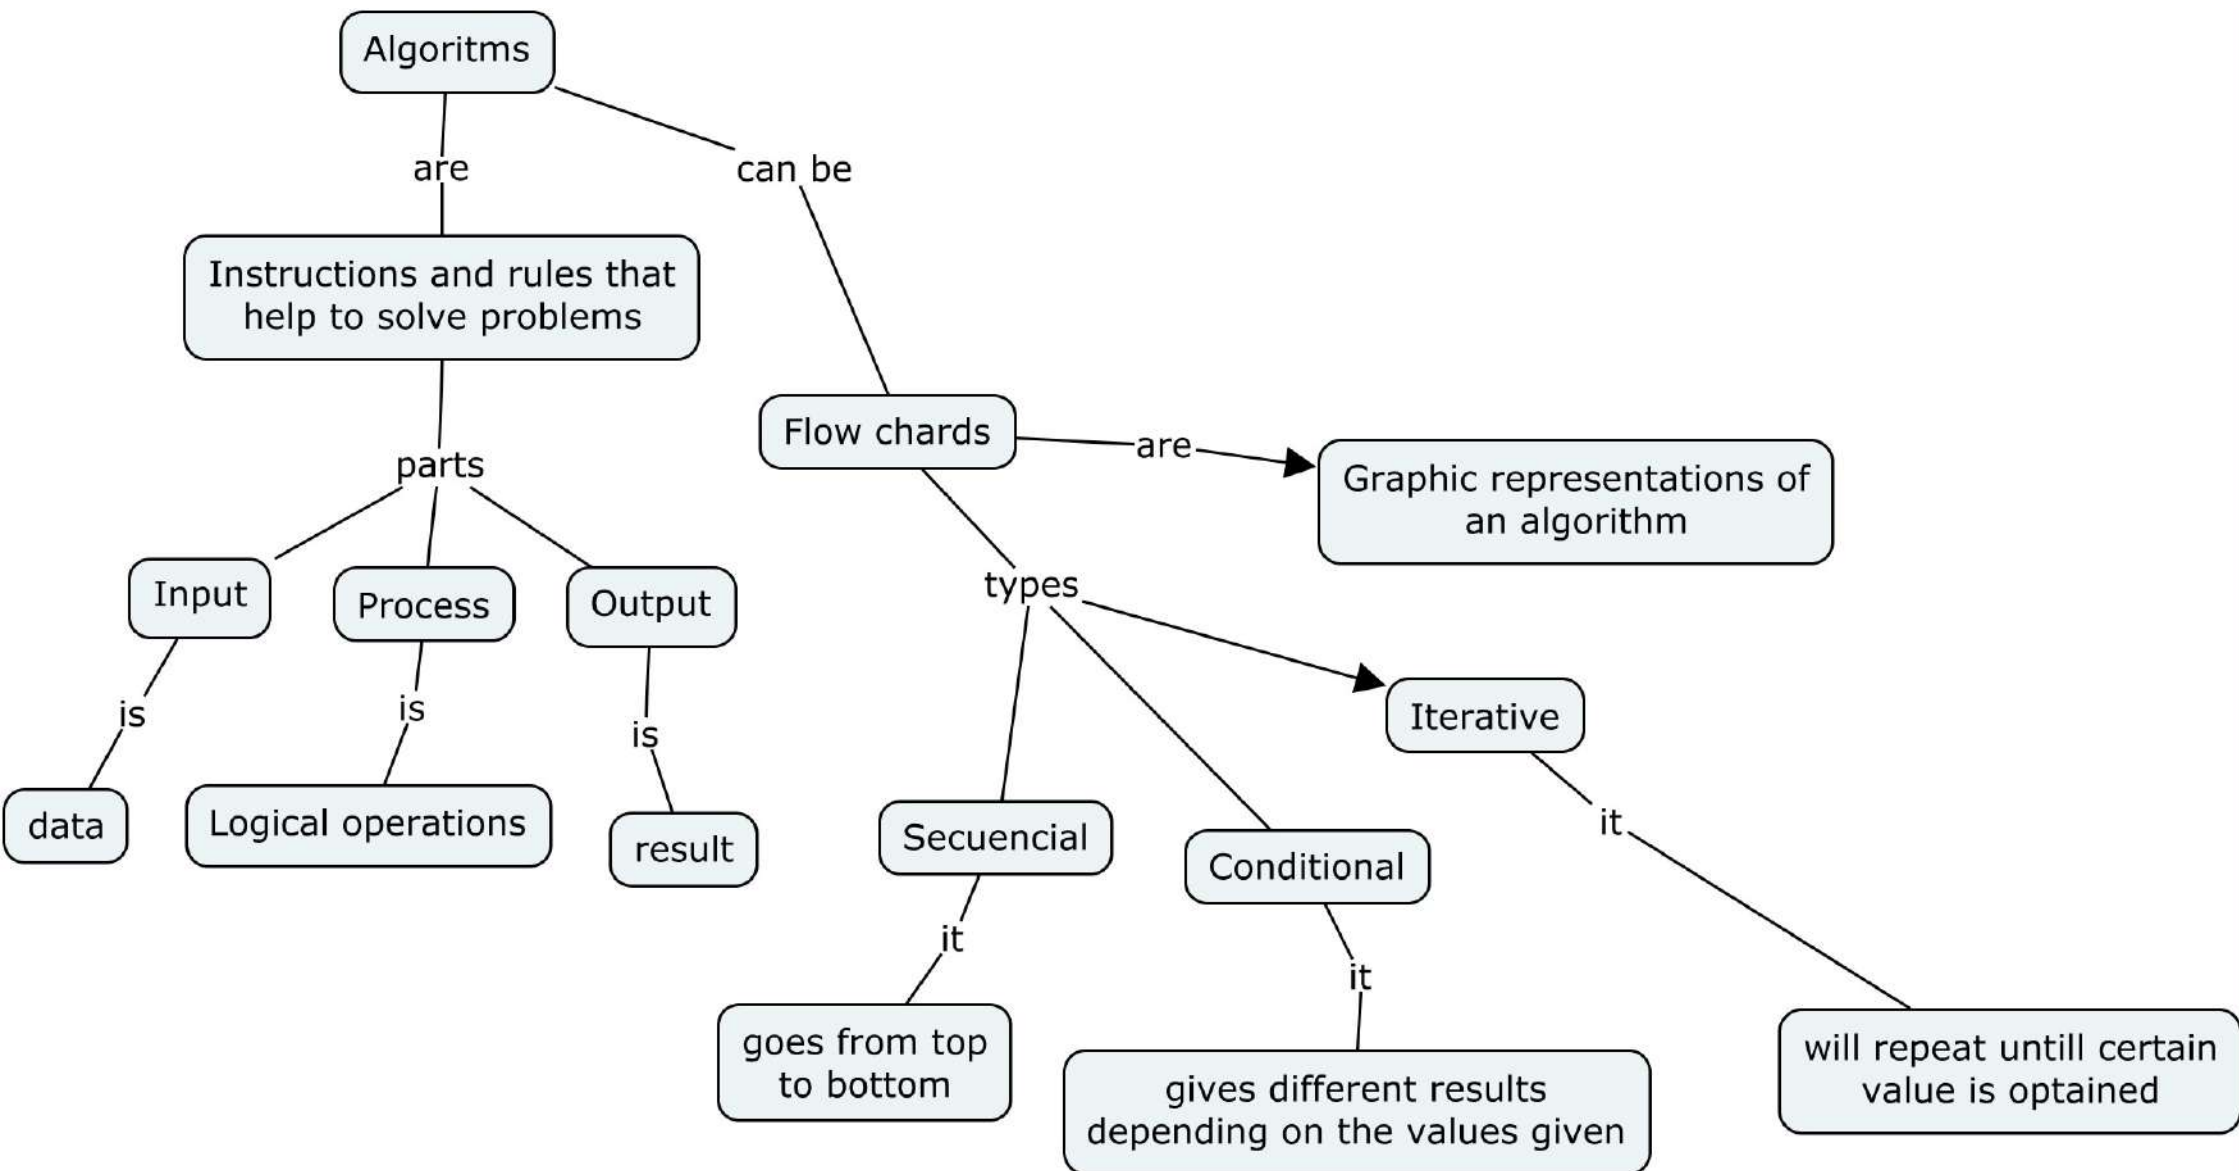 Algoritms
are
can be
Instructions and rules that
help to solve problems
Flow chards
are
Graphic representations of
an algorithm
parts
types
Input
Process
Output
is
is
is
data
Logical operations
result
Iterative
it
Secuencial
Conditional
it
it
goes from top
to bottom
gives different results
depending on the values given
will repeat untill certain
value is optained